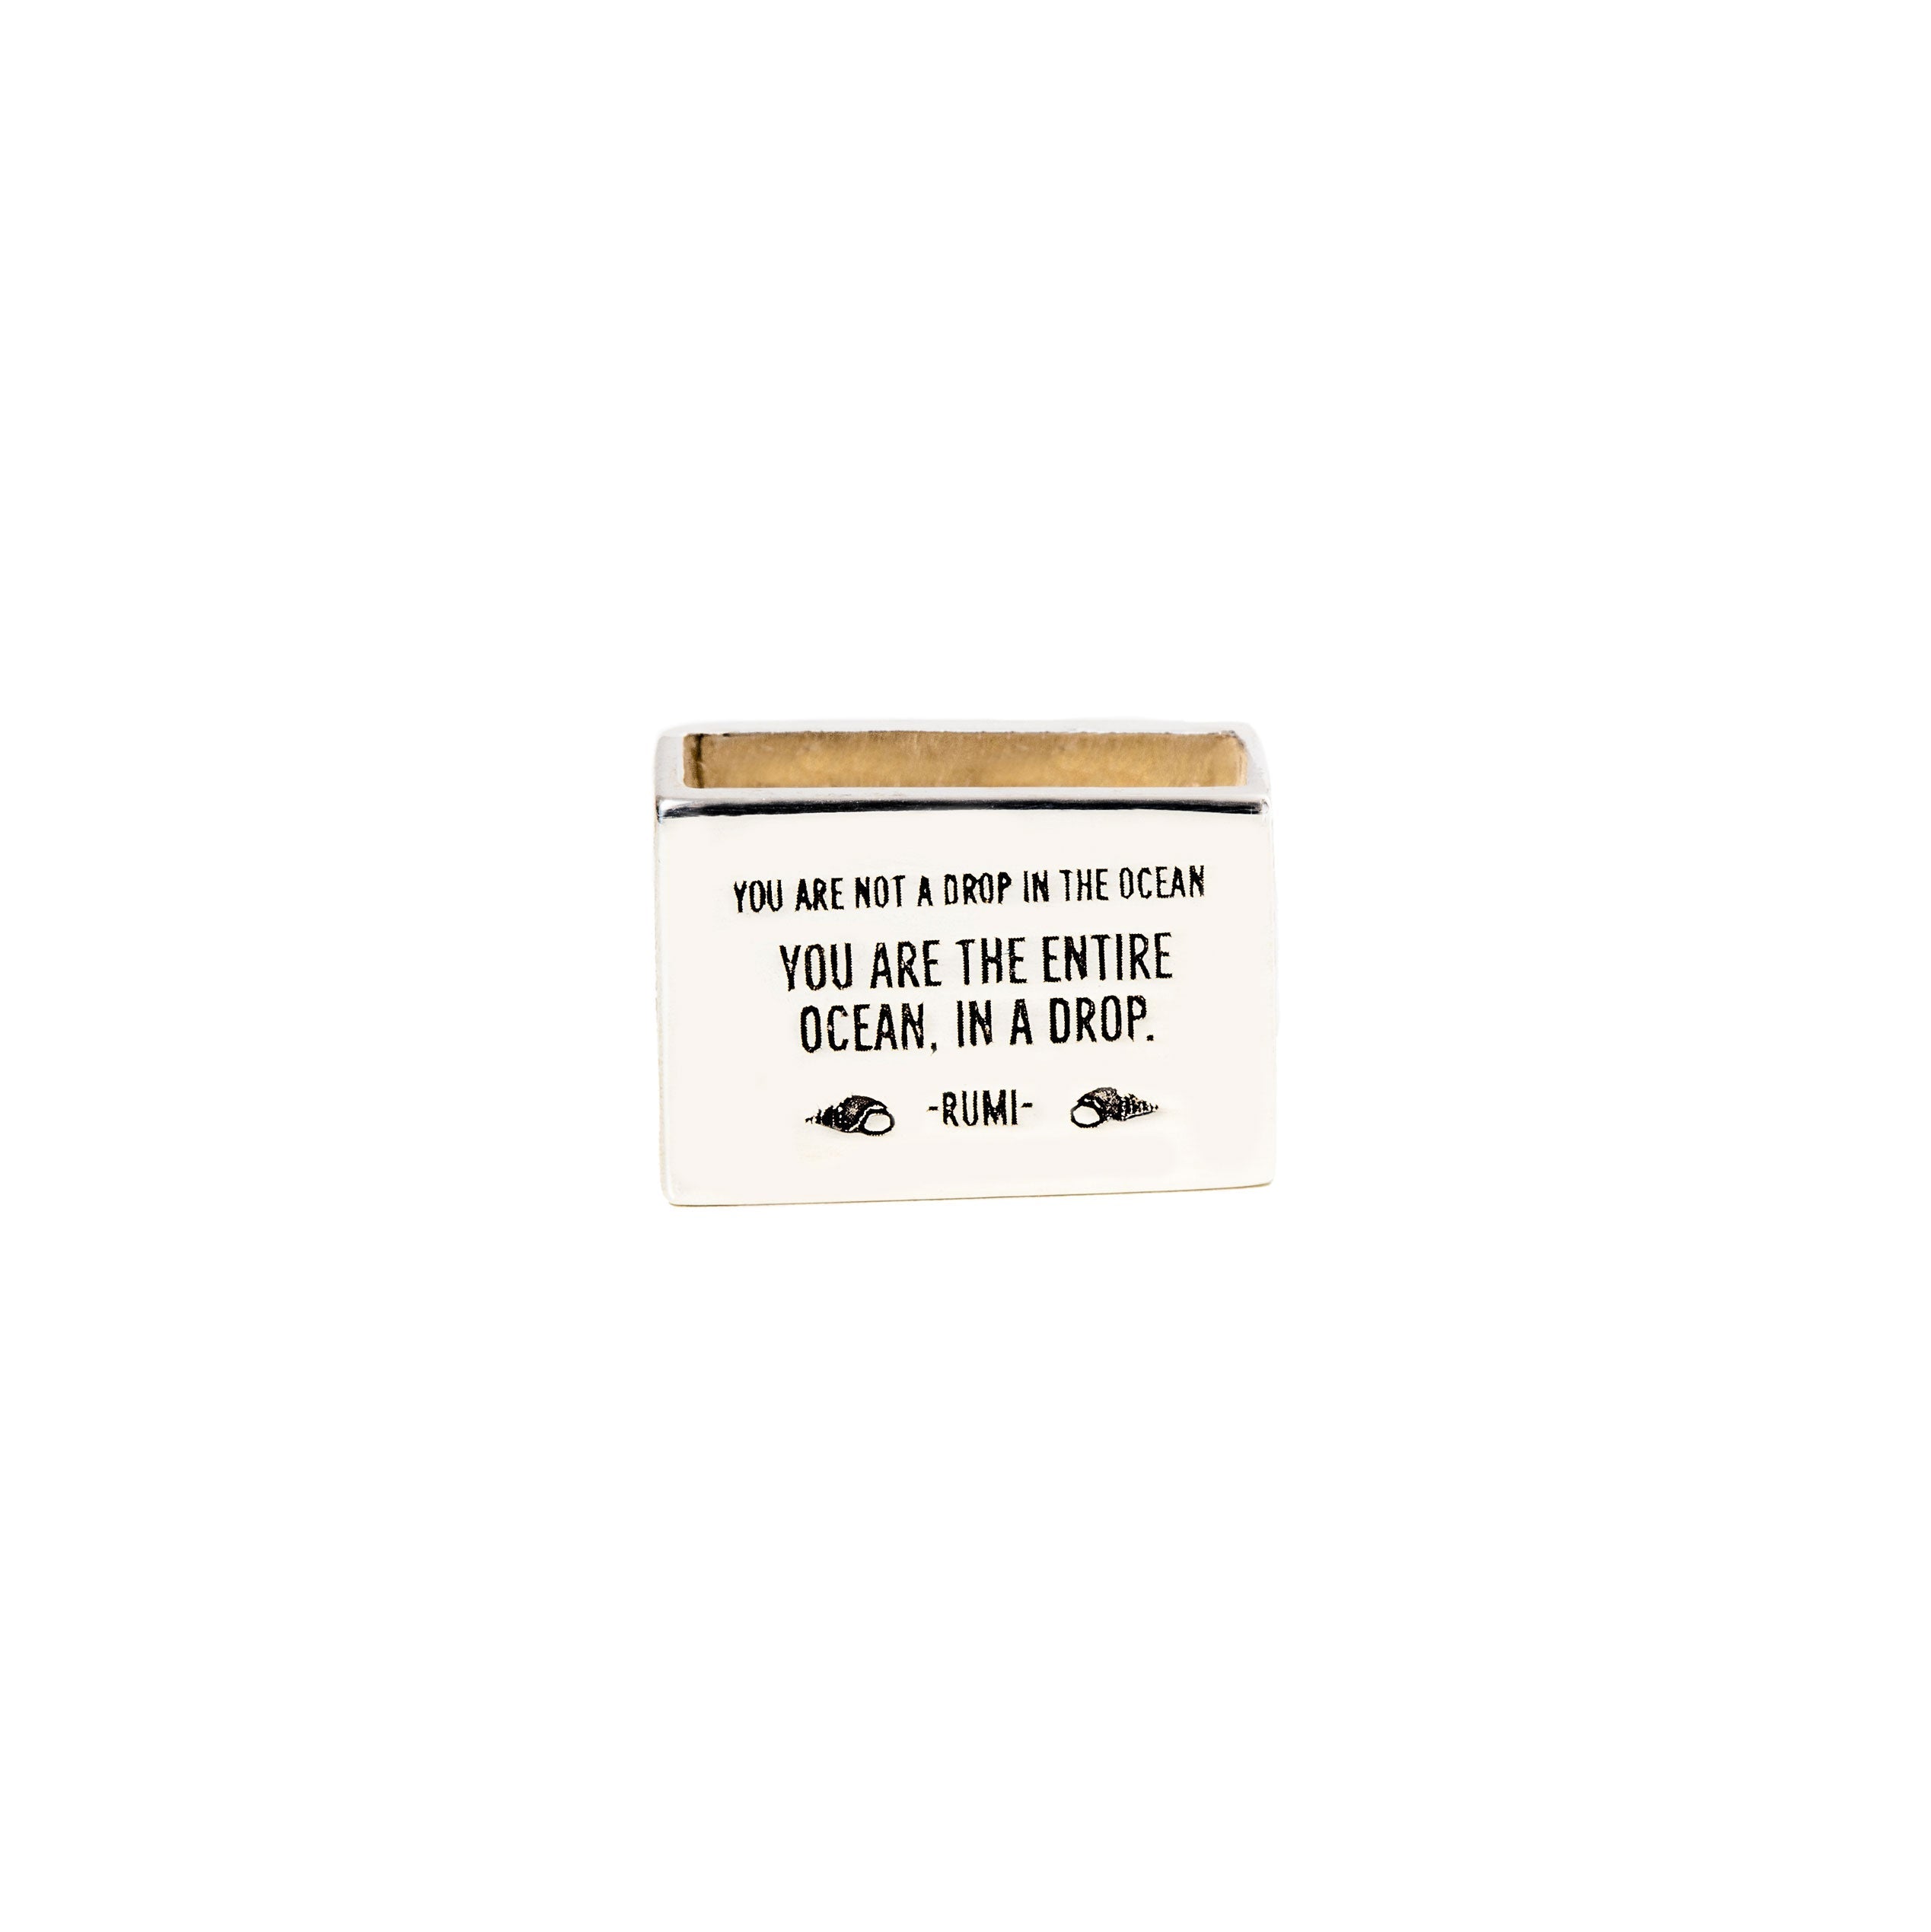 YOU ARE NOT A DROP IN THE OCEAN
YOU ARE THE ENTIRE
OCEAN, IN A DROP.
-RUMI-